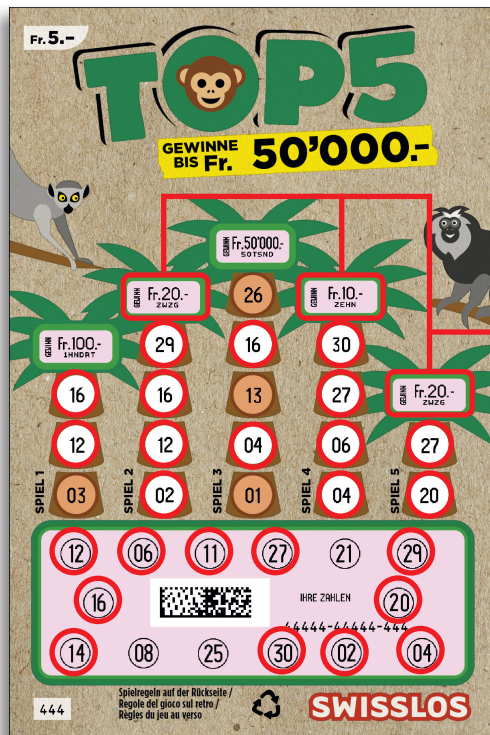 Fr. 5.-
TOP5
GEWINNE
BIS Fr. 50'000.-
GEWINN Fr.50'000.-
50TSND
GEWINN Fr.20.-
ZWZG
26
GEWINN Fr.10.-
ZEHN
GEWINN Fr.100.-
1HNDRT
29
16
30
GEWINN Fr.20.-
ZWZG
16
16
13
27
12
12
04
06
27
03
02
01
04
20
SPIEL 1
SPIEL 2
SPIEL 3
SPIEL 4
SPIEL 5
12 06 11 27 21 29
16 IHRE ZAHLEN 20
44444-44444-444
14 08 25 30 02 04
444
Spielregeln auf der Rückseite /
Regole del gioco sul retro /
Règles du jeu au verso
SWISSLOS